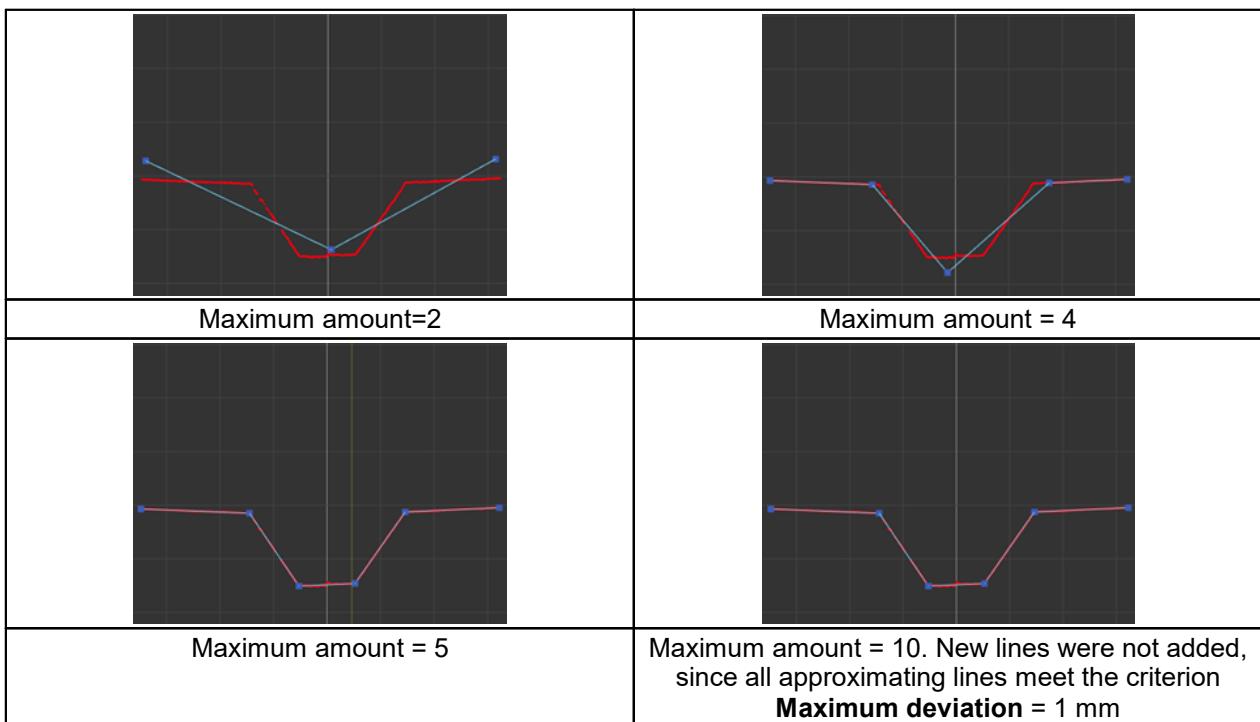 Maximum amount=2
Maximum amount = 4
Maximum amount = 5
Maximum amount = 10. New lines were not added,
since all approximating lines meet the criterion
Maximum deviation = 1 mm